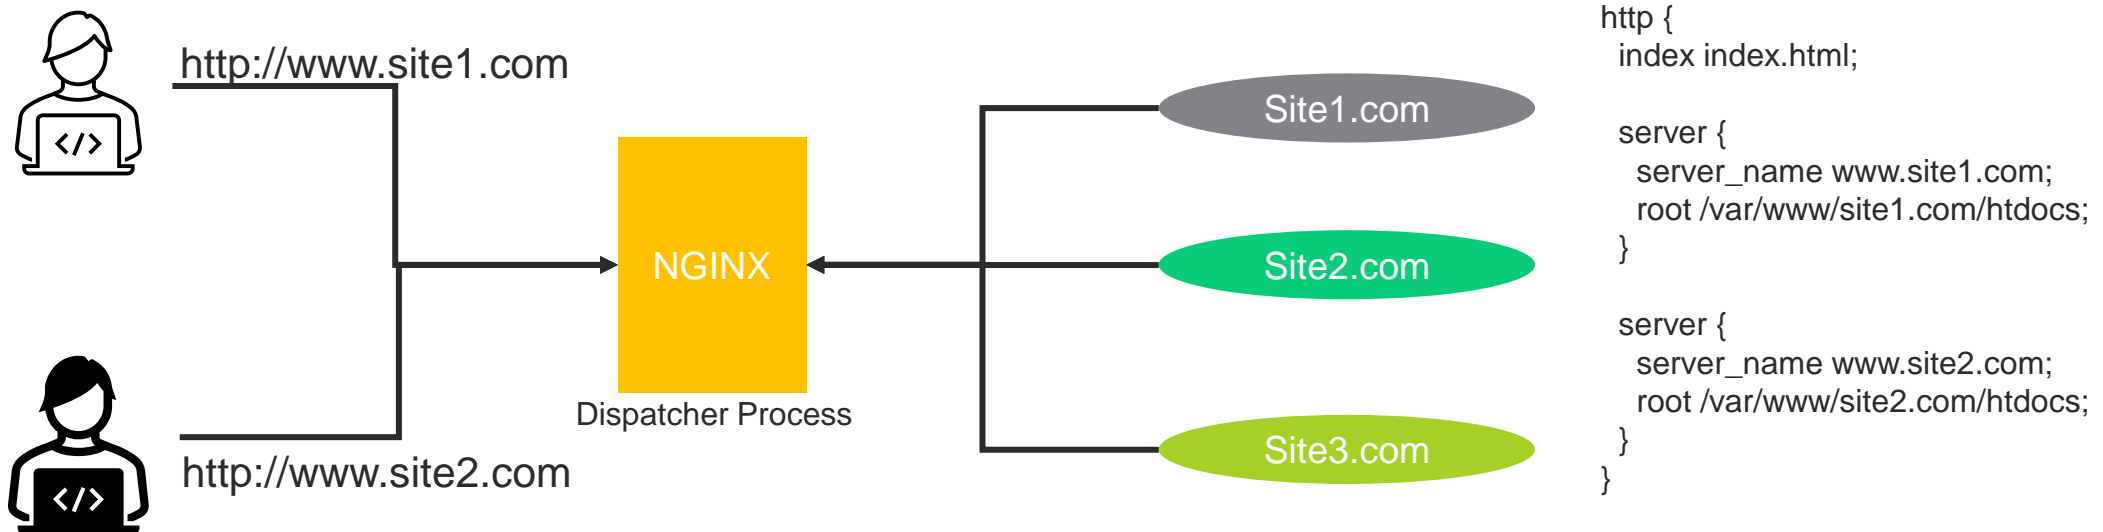 http://www.site1.com
</>
NGINX
Dispatcher Process
http://www.site2.com
</>
Site1.com
Site2.com
Site3.com
http {
index index.html;
server {
server_name www.site1.com;
root /var/www/site1.com/htdocs;
}
server {
server_name www.site2.com;
root /var/www/site2.com/htdocs;
}
}